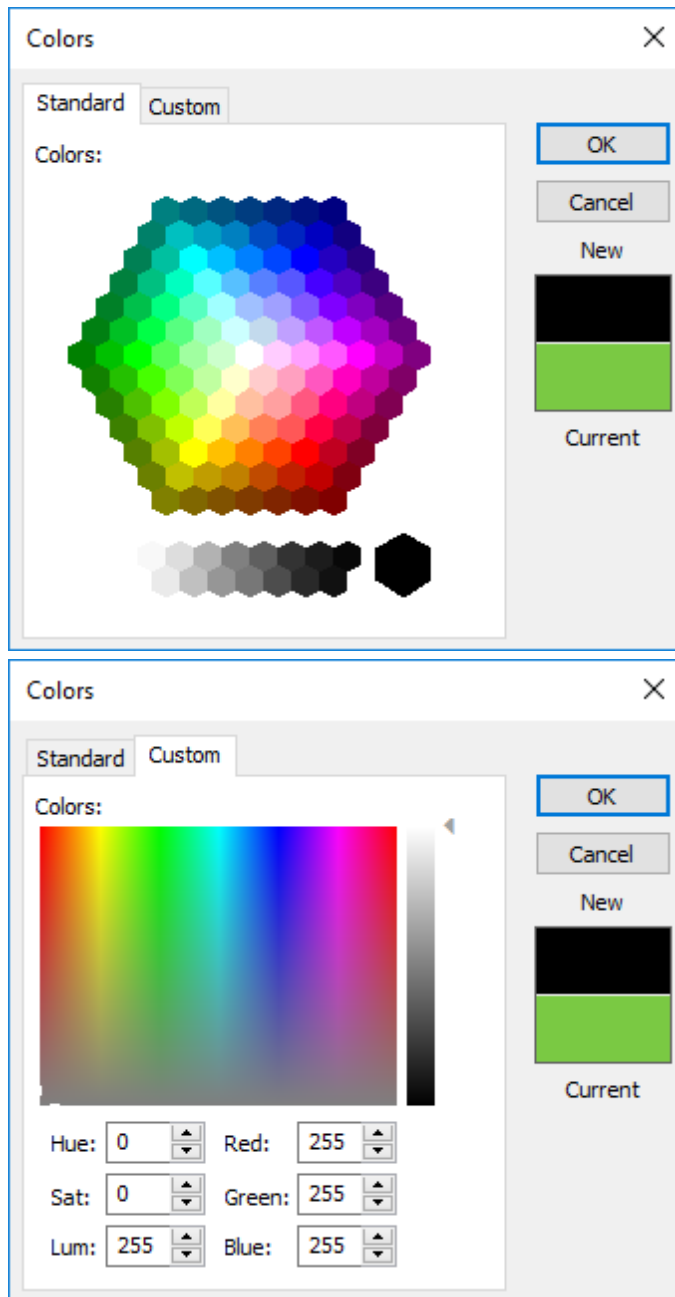 Colors
Standard Custom
Colors:
OK
Cancel
New
Current
Colors
Standard Custom
Colors:
OK
Cancel
New
Current
Hue: 0 Red: 255
Sat: 0 Green: 255
Lum: 255 Blue: 255